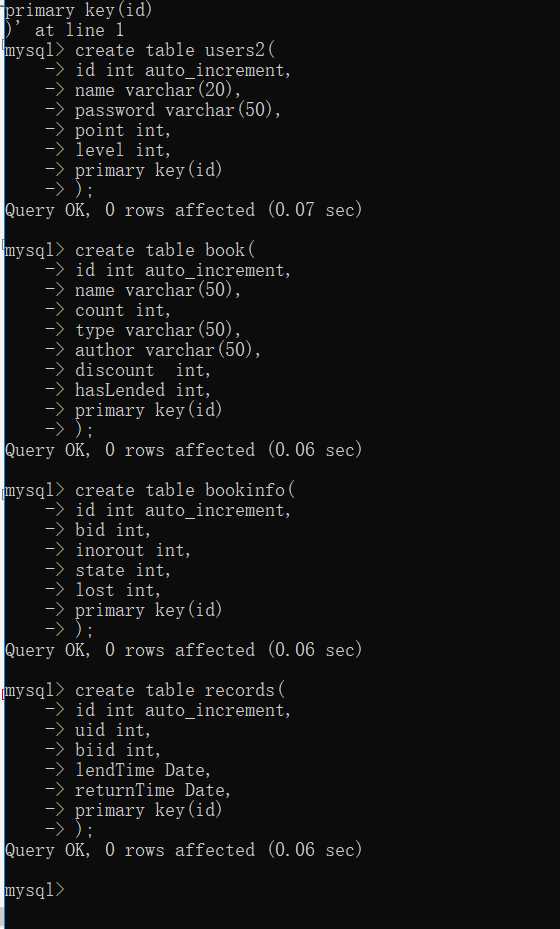 primary key(id)
)' at line 1
mysql> create table users2(
    -> id int auto_increment,
    -> name varchar(20),
    -> password varchar(50),
    -> point int,
    -> level int,
    -> primary key(id)
    -> );
Query OK, 0 rows affected (0.07 sec)

mysql> create table book(
    -> id int auto_increment,
    -> name varchar(50),
    -> count int,
    -> type varchar(50),
    -> author varchar(50),
    -> discount  int,
    -> hasLended int,
    -> primary key(id)
    -> );
Query OK, 0 rows affected (0.06 sec)

mysql> create table bookinfo(
    -> id int auto_increment,
    -> bid int,
    -> inorout int,
    -> state int,
    -> lost int,
    -> primary key(id)
    -> );
Query OK, 0 rows affected (0.06 sec)

mysql> create table records(
    -> id int auto_increment,
    -> uid int,
    -> biid int,
    -> lendTime Date,
    -> returnTime Date,
    -> primary key(id)
    -> );
Query OK, 0 rows affected (0.06 sec)

mysql>